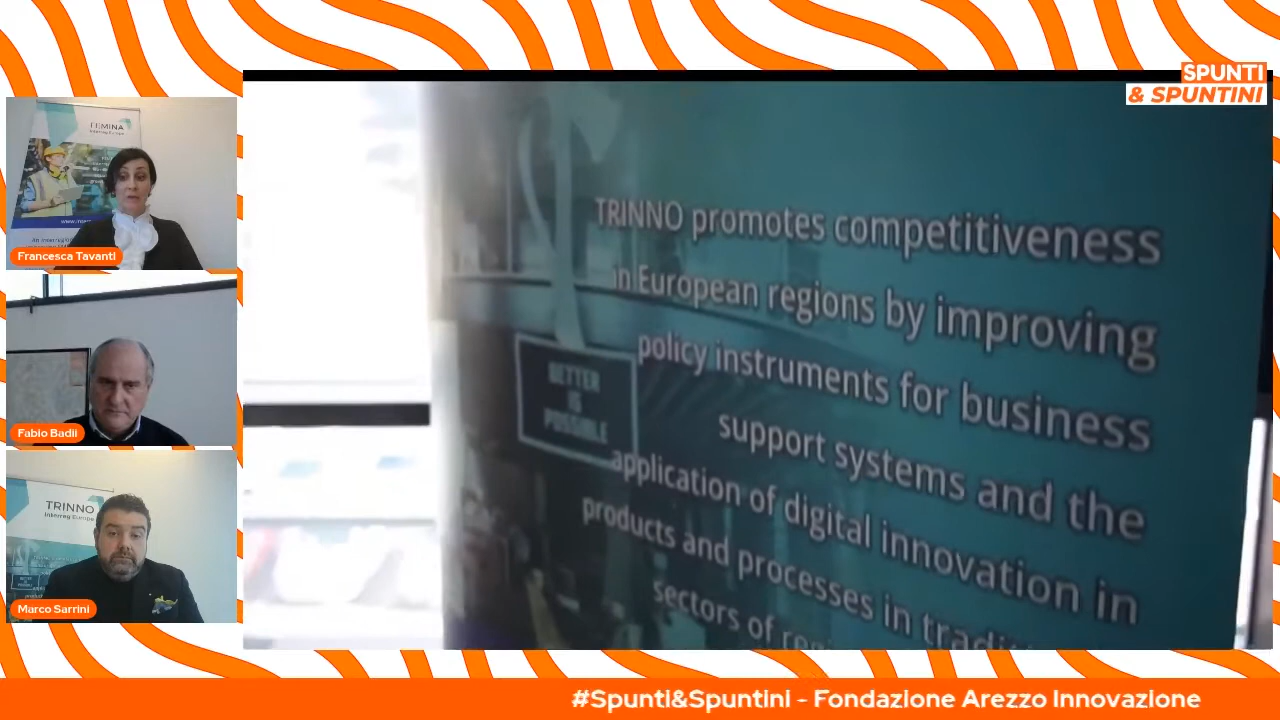 SPUNTI
& SPUNTINI
FEMINA
Interreg Europe
Francesca Tavanti
Fabio Badii
TRINNO
Interreg Europe
Marco Sarrini
TRINNO promotes competitiveness
in European regions by improving
policy instruments for business
support systems and the
application of digital innovation in
products and processes in
sectors of
BETTER
IS
POSSIBLE
#Spunti&Spuntini - Fondazione Arezzo Innovazione